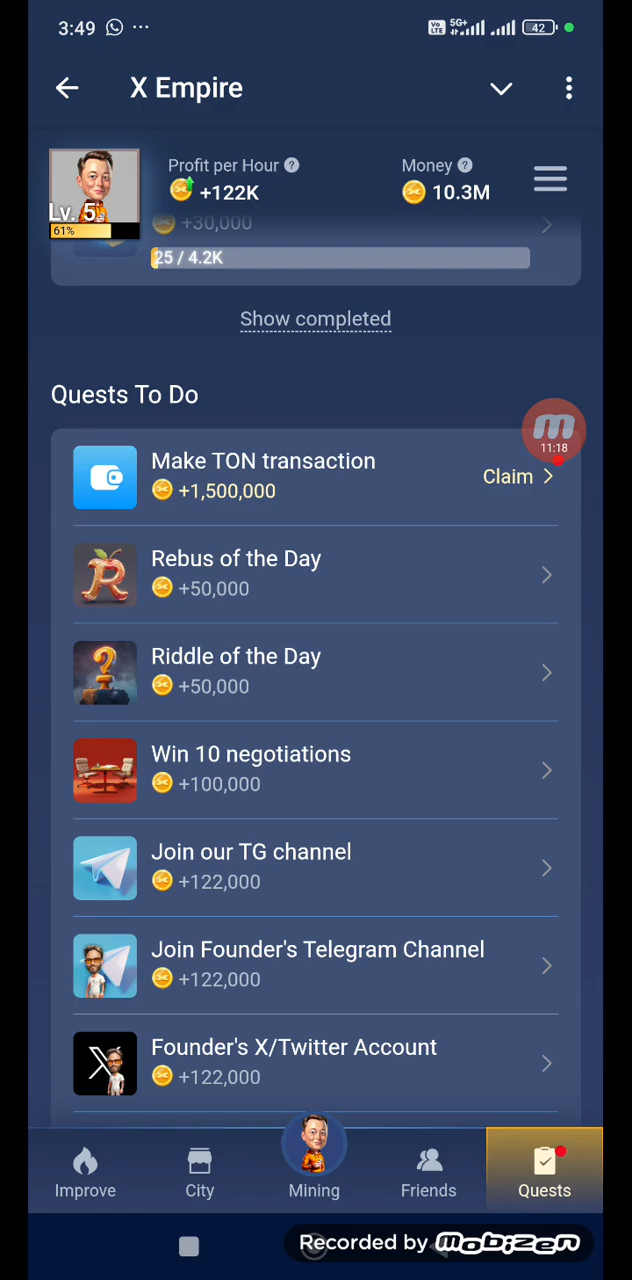 3:49 ...
Vo LTE 5G+ 42
X Empire
Profit per Hour ?
+122K
Money ?
10.3M
Lv. 5
61%
+30,000
25 / 4.2K
Show completed
Quests To Do
m
11:18
Make TON transaction
+1,500,000
Claim
R
Rebus of the Day
+50,000
?
Riddle of the Day
+50,000
Win 10 negotiations
+100,000
Join our TG channel
+122,000
Join Founder's Telegram Channel
+122,000
X
Founder's X/Twitter Account
+122,000
Improve
City
Mining
Friends
Quests
Recorded by mobizen